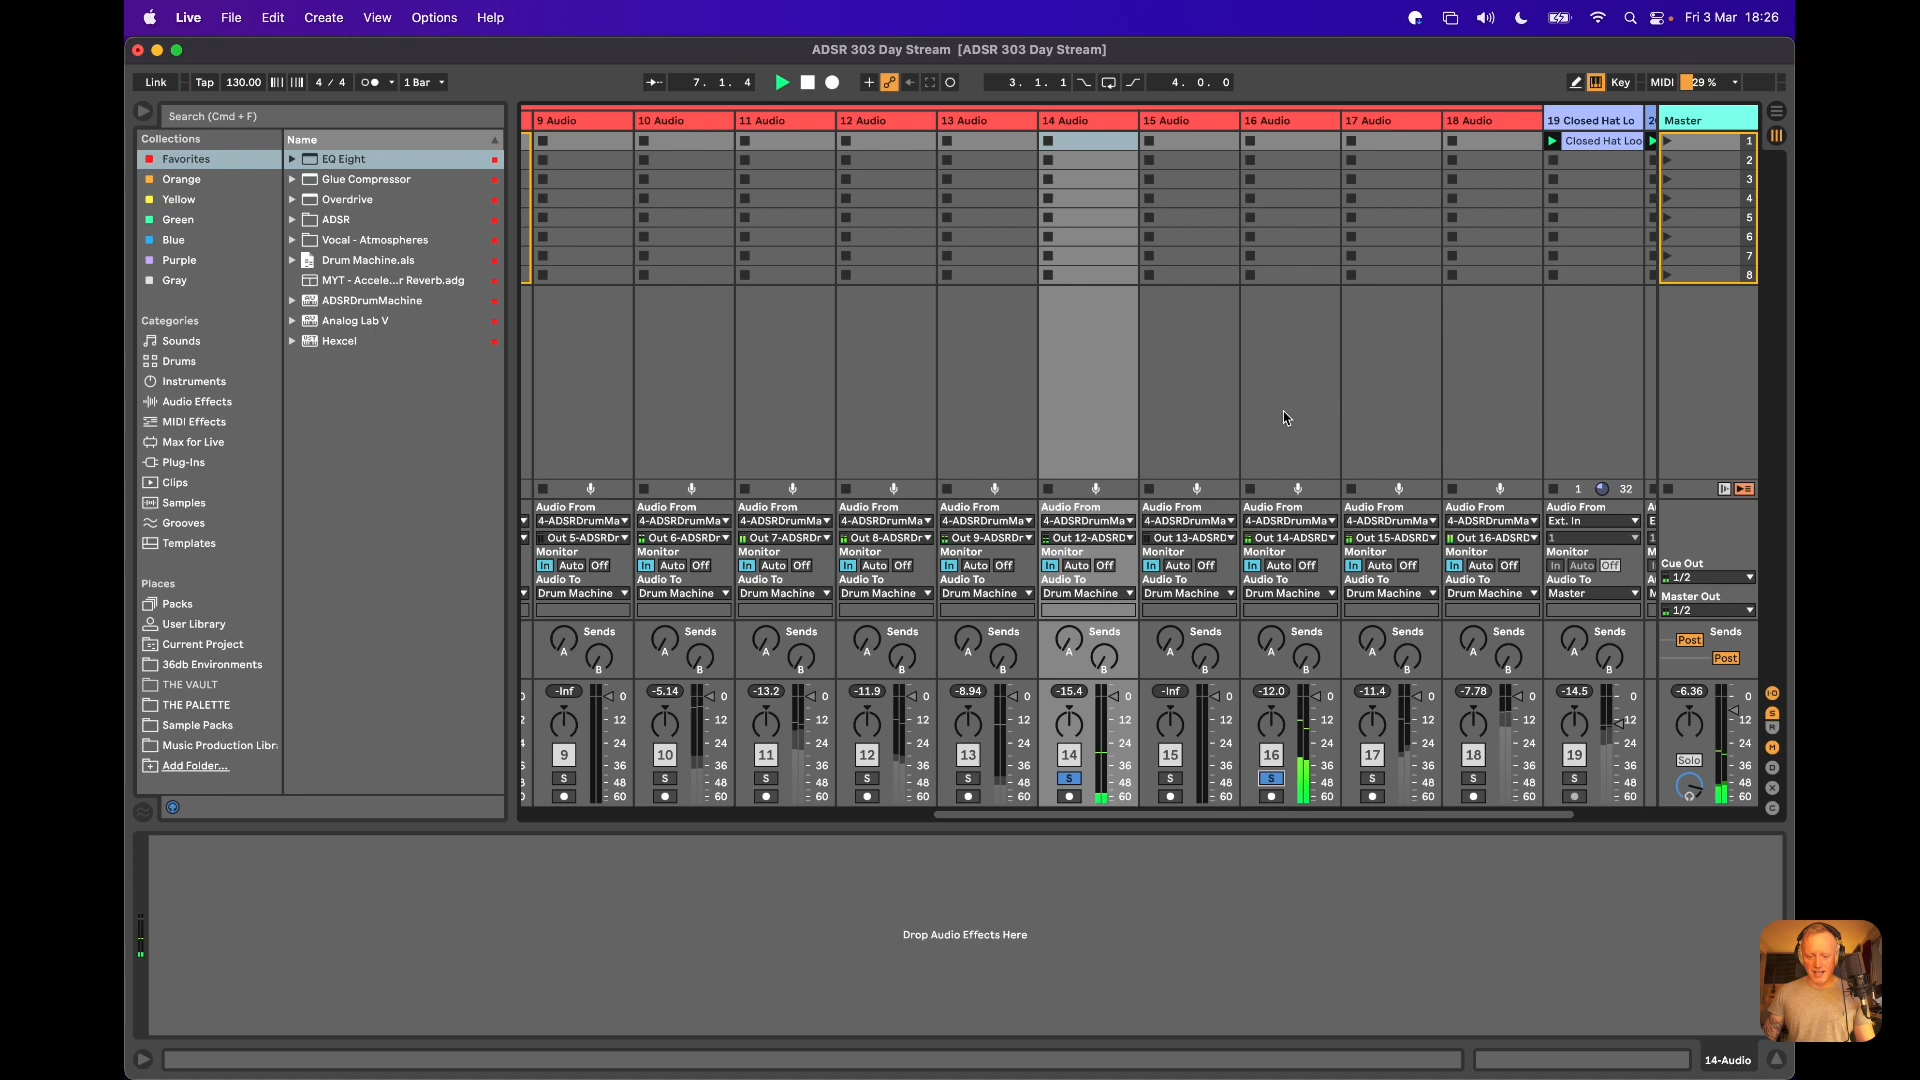 Live File Edit Create View Options Help Fri 3 Mar 18:26
ADSR 303 Day Stream [ADSR 303 Day Stream]
Link Tap 130.00 4 / 4 1 Bar 7. 1. 4 3. 1. 1 4. 0. 0 Key MIDI 29 %
Search (Cmd + F)
Collections
Favorites
Orange
Yellow
Green
Blue
Purple
Gray
Categories
Sounds
Drums
Instruments
Audio Effects
MIDI Effects
Max for Live
Plug-Ins
Clips
Samples
Grooves
Templates
Places
Packs
User Library
Current Project
36db Environments
THE VAULT
THE PALETTE
Sample Packs
Music Production Libr
Add Folder...
Name
EQ Eight
Glue Compressor
Overdrive
ADSR
Vocal - Atmospheres
Drum Machine.als
MYT - Accele...r Reverb.adg
ADSRDrumMachine
Analog Lab V
Hexcel
9 Audio 10 Audio 11 Audio 12 Audio 13 Audio 14 Audio 15 Audio 16 Audio 17 Audio 18 Audio 19 Closed Hat Lo Master
Closed Hat Loo 1
2
3
4
5
6
7
8
1 32
Audio From Audio From Audio From Audio From Audio From Audio From Audio From Audio From Audio From Audio From Audio From
4-ADSRDrumMa 4-ADSRDrumMa 4-ADSRDrumMa 4-ADSRDrumMa 4-ADSRDrumMa 4-ADSRDrumMa 4-ADSRDrumMa 4-ADSRDrumMa 4-ADSRDrumMa 4-ADSRDrumMa Ext. In
Out 5-ADSRDr Out 6-ADSRDr Out 7-ADSRDr Out 8-ADSRDr Out 9-ADSRDr Out 12-ADSRD Out 13-ADSRD Out 14-ADSRD Out 15-ADSRD Out 16-ADSRD 1
Monitor Monitor Monitor Monitor Monitor Monitor Monitor Monitor Monitor Monitor Monitor
In Auto Off In Auto Off In Auto Off In Auto Off In Auto Off In Auto Off In Auto Off In Auto Off In Auto Off In Auto Off In Auto Off Cue Out
Audio To Audio To Audio To Audio To Audio To Audio To Audio To Audio To Audio To Audio To Audio To 1/2
Drum Machine Drum Machine Drum Machine Drum Machine Drum Machine Drum Machine Drum Machine Drum Machine Drum Machine Drum Machine Master Master Out
1/2
Sends Sends Sends Sends Sends Sends Sends Sends Sends Sends Sends Sends
A A A A A A A A A A A Post
B B B B B B B B B B B Post
-Inf 0 -5.14 0 -13.2 0 -11.9 0 -8.94 0 -15.4 0 -Inf 0 -12.0 0 -11.4 0 -7.78 0 -14.5 0 -6.36 0
12 12 12 12 12 12 12 12 12 12 12 12
24 24 24 24 24 24 24 24 24 24 24 24
9 10 11 12 13 14 15 16 17 18 19 Solo
36 36 36 36 36 36 36 36 36 36 36 36
S 48 S 48 S 48 S 48 S 48 S 48 S 48 S 48 S 48 S 48 S 48 48
60 60 60 60 60 60 60 60 60 60 60 60
Drop Audio Effects Here
14-Audio